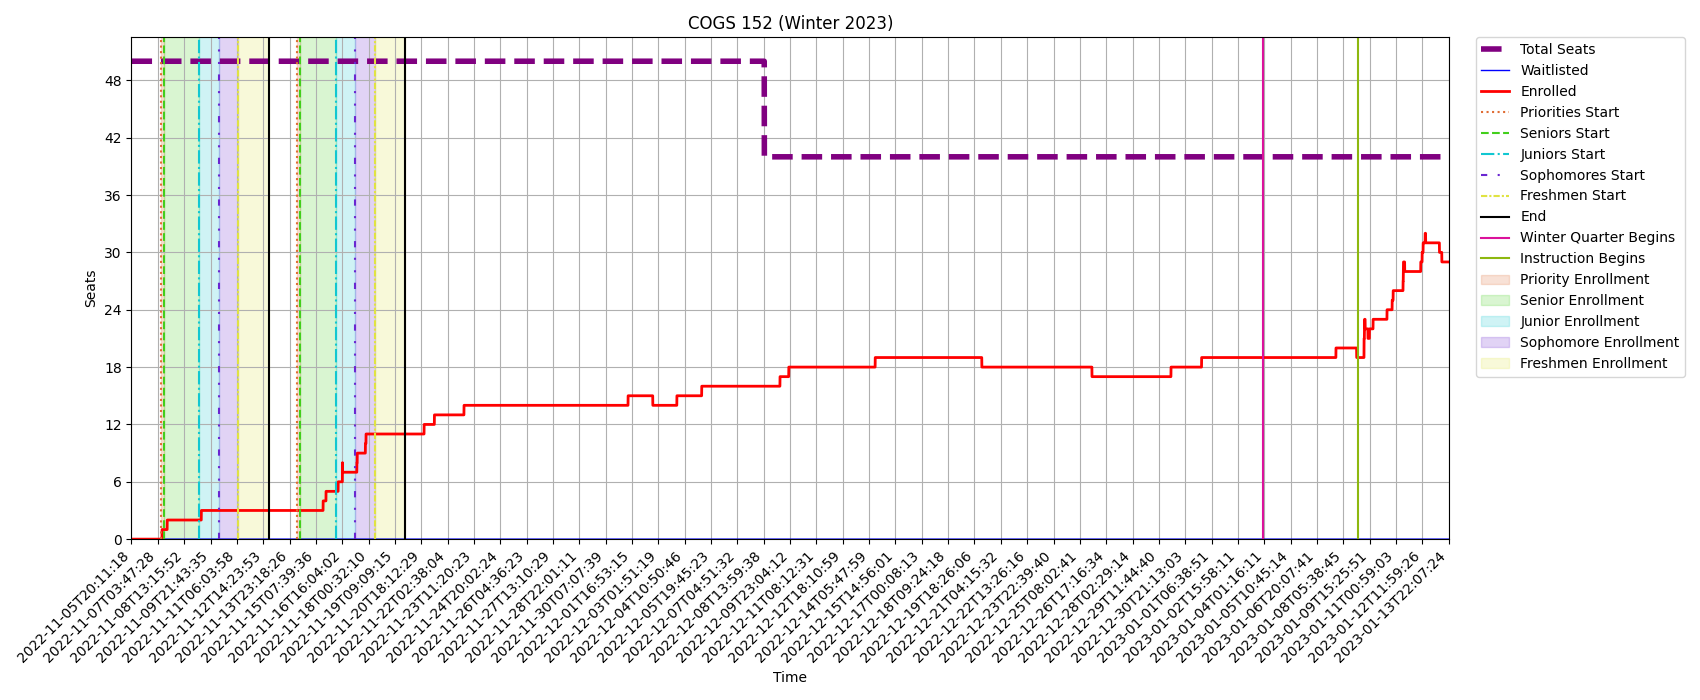 COGS 152 (Winter 2023)
Seats
48
42
36
30
24
18
12
6
0
2022-11-05T20:11:18
2022-11-07T03:47:28
2022-11-08T13:15:52
2022-11-09T21:43:35
2022-11-11T06:03:58
2022-11-12T14:23:53
2022-11-13T23:18:26
2022-11-15T07:39:36
2022-11-16T16:04:02
2022-11-18T00:32:10
2022-11-19T09:09:15
2022-11-20T18:12:29
2022-11-22T02:38:04
2022-11-23T11:20:23
2022-11-24T20:02:24
2022-11-26T04:36:23
2022-11-27T13:10:29
2022-11-28T22:01:11
2022-11-30T07:07:39
2022-12-01T16:53:15
2022-12-03T01:51:19
2022-12-04T10:50:46
2022-12-05T19:45:23
2022-12-07T04:51:32
2022-12-08T13:59:38
2022-12-09T23:04:12
2022-12-11T08:12:31
2022-12-12T18:10:59
2022-12-14T05:47:59
2022-12-15T14:56:01
2022-12-17T00:08:13
2022-12-18T09:24:18
2022-12-19T18:26:06
2022-12-21T04:15:32
2022-12-22T13:26:16
2022-12-23T22:39:40
2022-12-25T08:02:41
2022-12-26T17:16:34
2022-12-28T02:29:14
2022-12-29T11:44:40
2022-12-30T21:13:03
2023-01-01T06:38:51
2023-01-02T15:58:11
2023-01-04T01:16:11
2023-01-05T10:45:14
2023-01-06T20:07:41
2023-01-08T05:38:45
2023-01-09T15:25:51
2023-01-11T00:59:03
2023-01-12T11:59:26
2023-01-13T22:07:24
Time
Total Seats
Waitlisted
Enrolled
Priorities Start
Seniors Start
Juniors Start
Sophomores Start
Freshmen Start
End
Winter Quarter Begins
Instruction Begins
Priority Enrollment
Senior Enrollment
Junior Enrollment
Sophomore Enrollment
Freshmen Enrollment